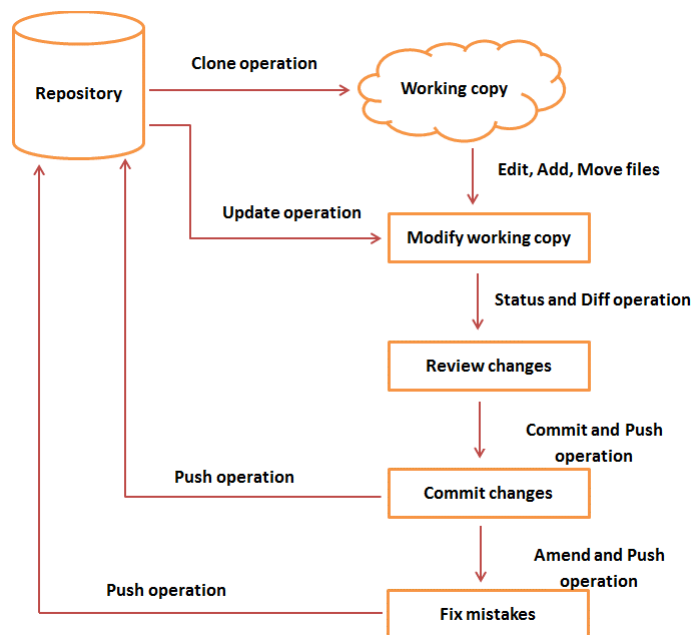 Clone operation
Repository
Working copy
Edit, Add, Move files
Update operation
Modify working copy
Status and Diff operation
Review changes
Commit and Push
operation
Push operation
Commit changes
Amend and Push
operation
Push operation
Fix mistakes